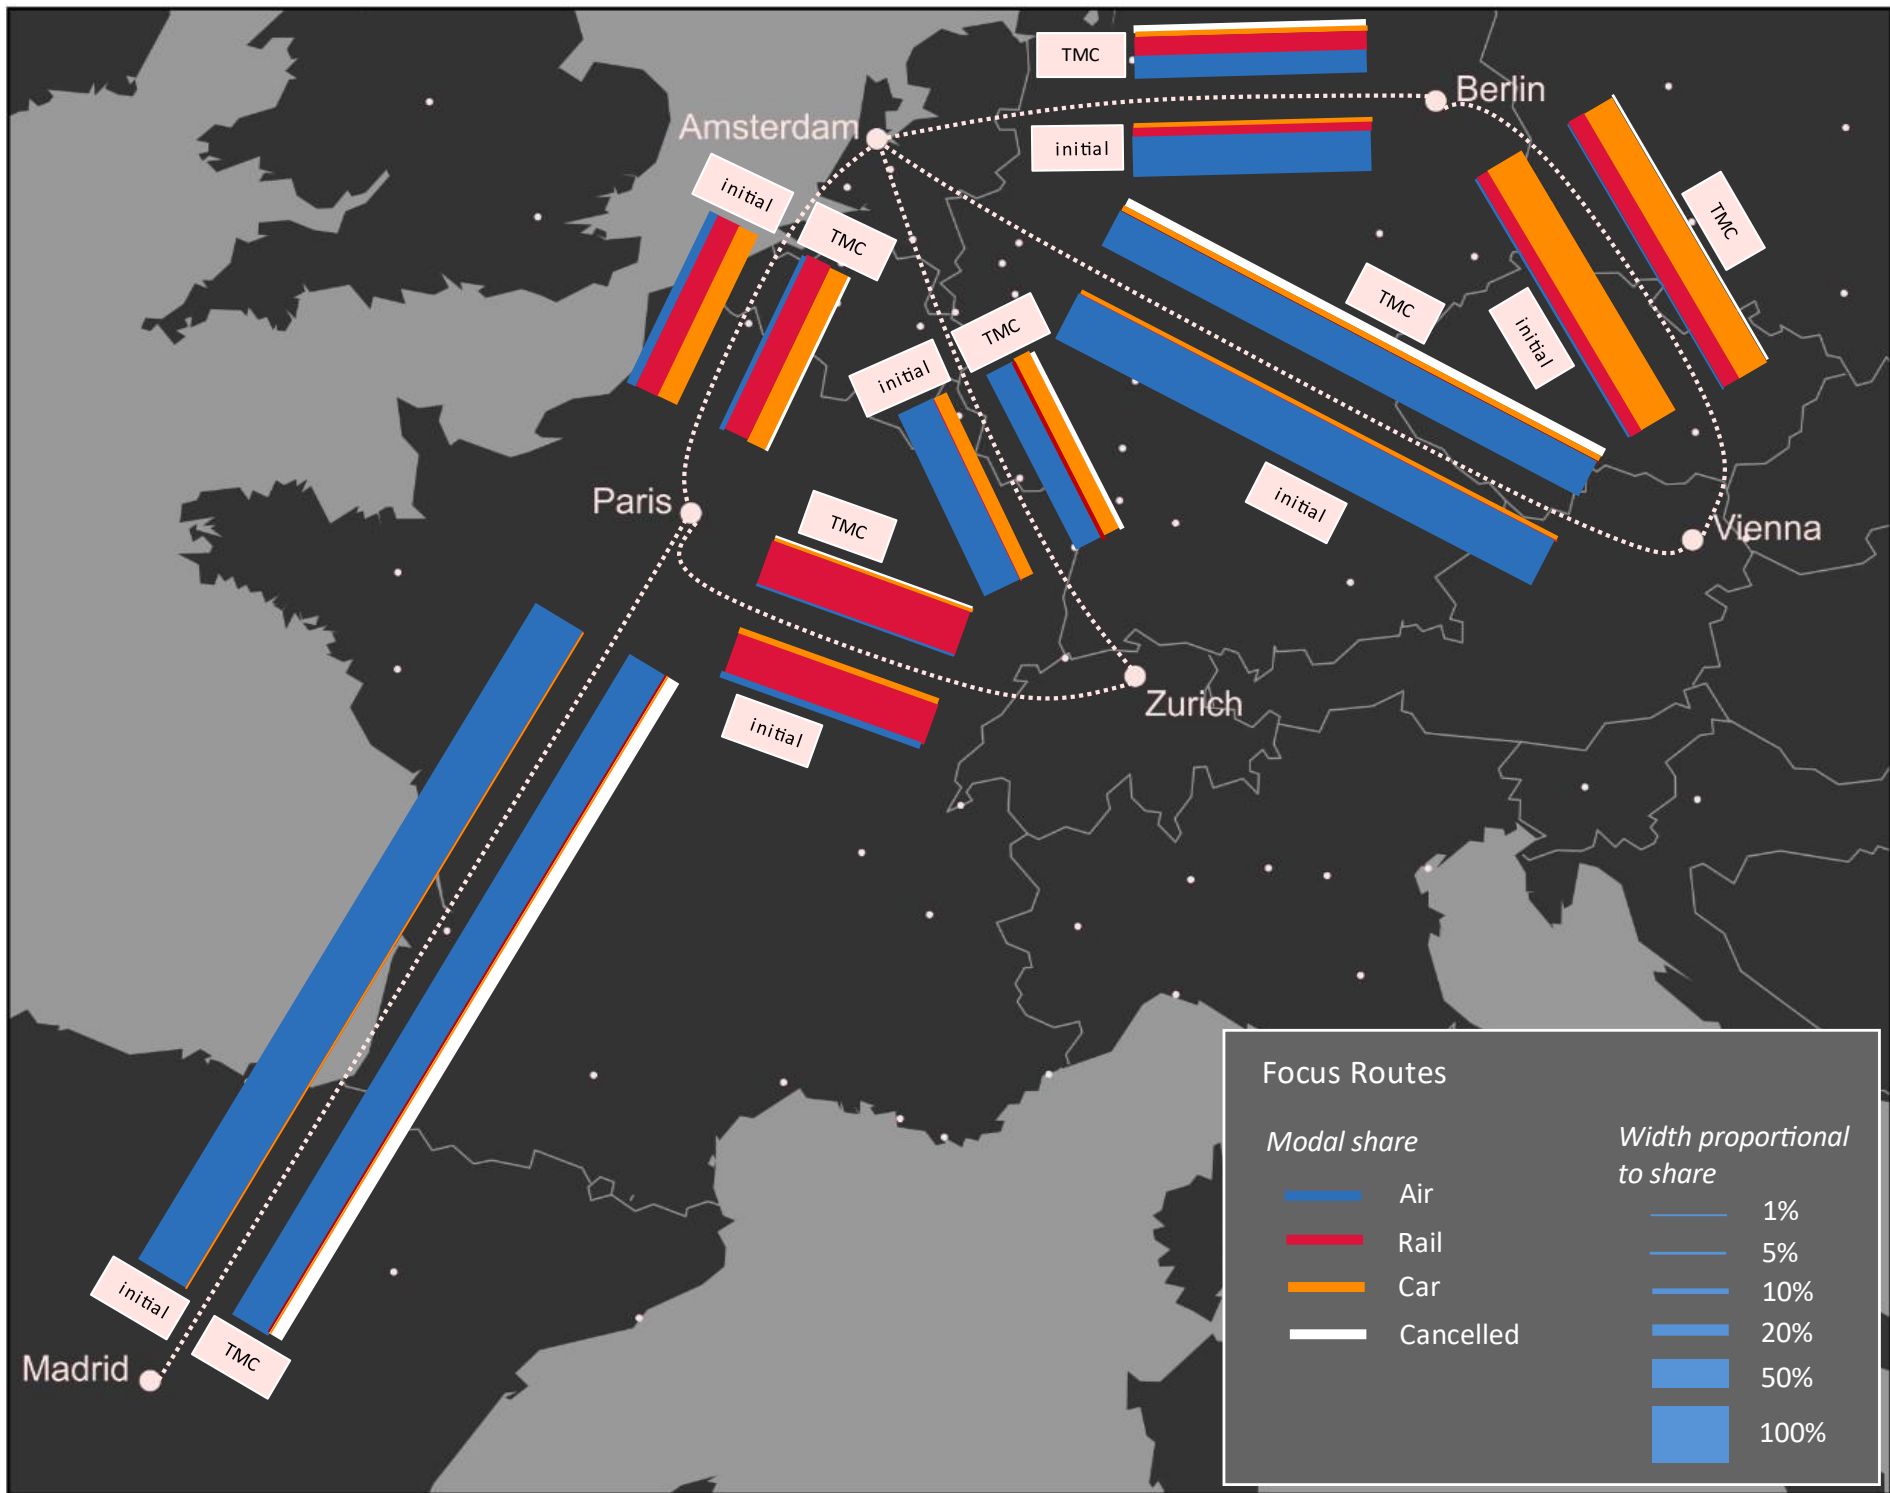 TMC
Berlin
Amsterdam
initial
initial
TMC
TMC
TMC
initial
TMC
initial
initial
Paris
TMC
Vienna
Zurich
initial
initial
TMC
Madrid
Focus Routes
Modal share
Air
Rail
Car
Cancelled
Width proportional
to share
1%
5%
10%
20%
50%
100%